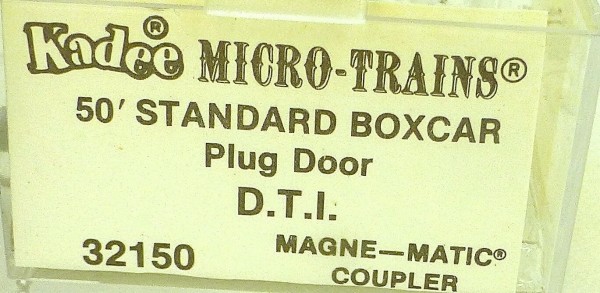 Kadee® MICRO-TRAINS®
50' STANDARD BOXCAR
Plug Door
D.T.I.
32150 MAGNE—MATIC®
COUPLER